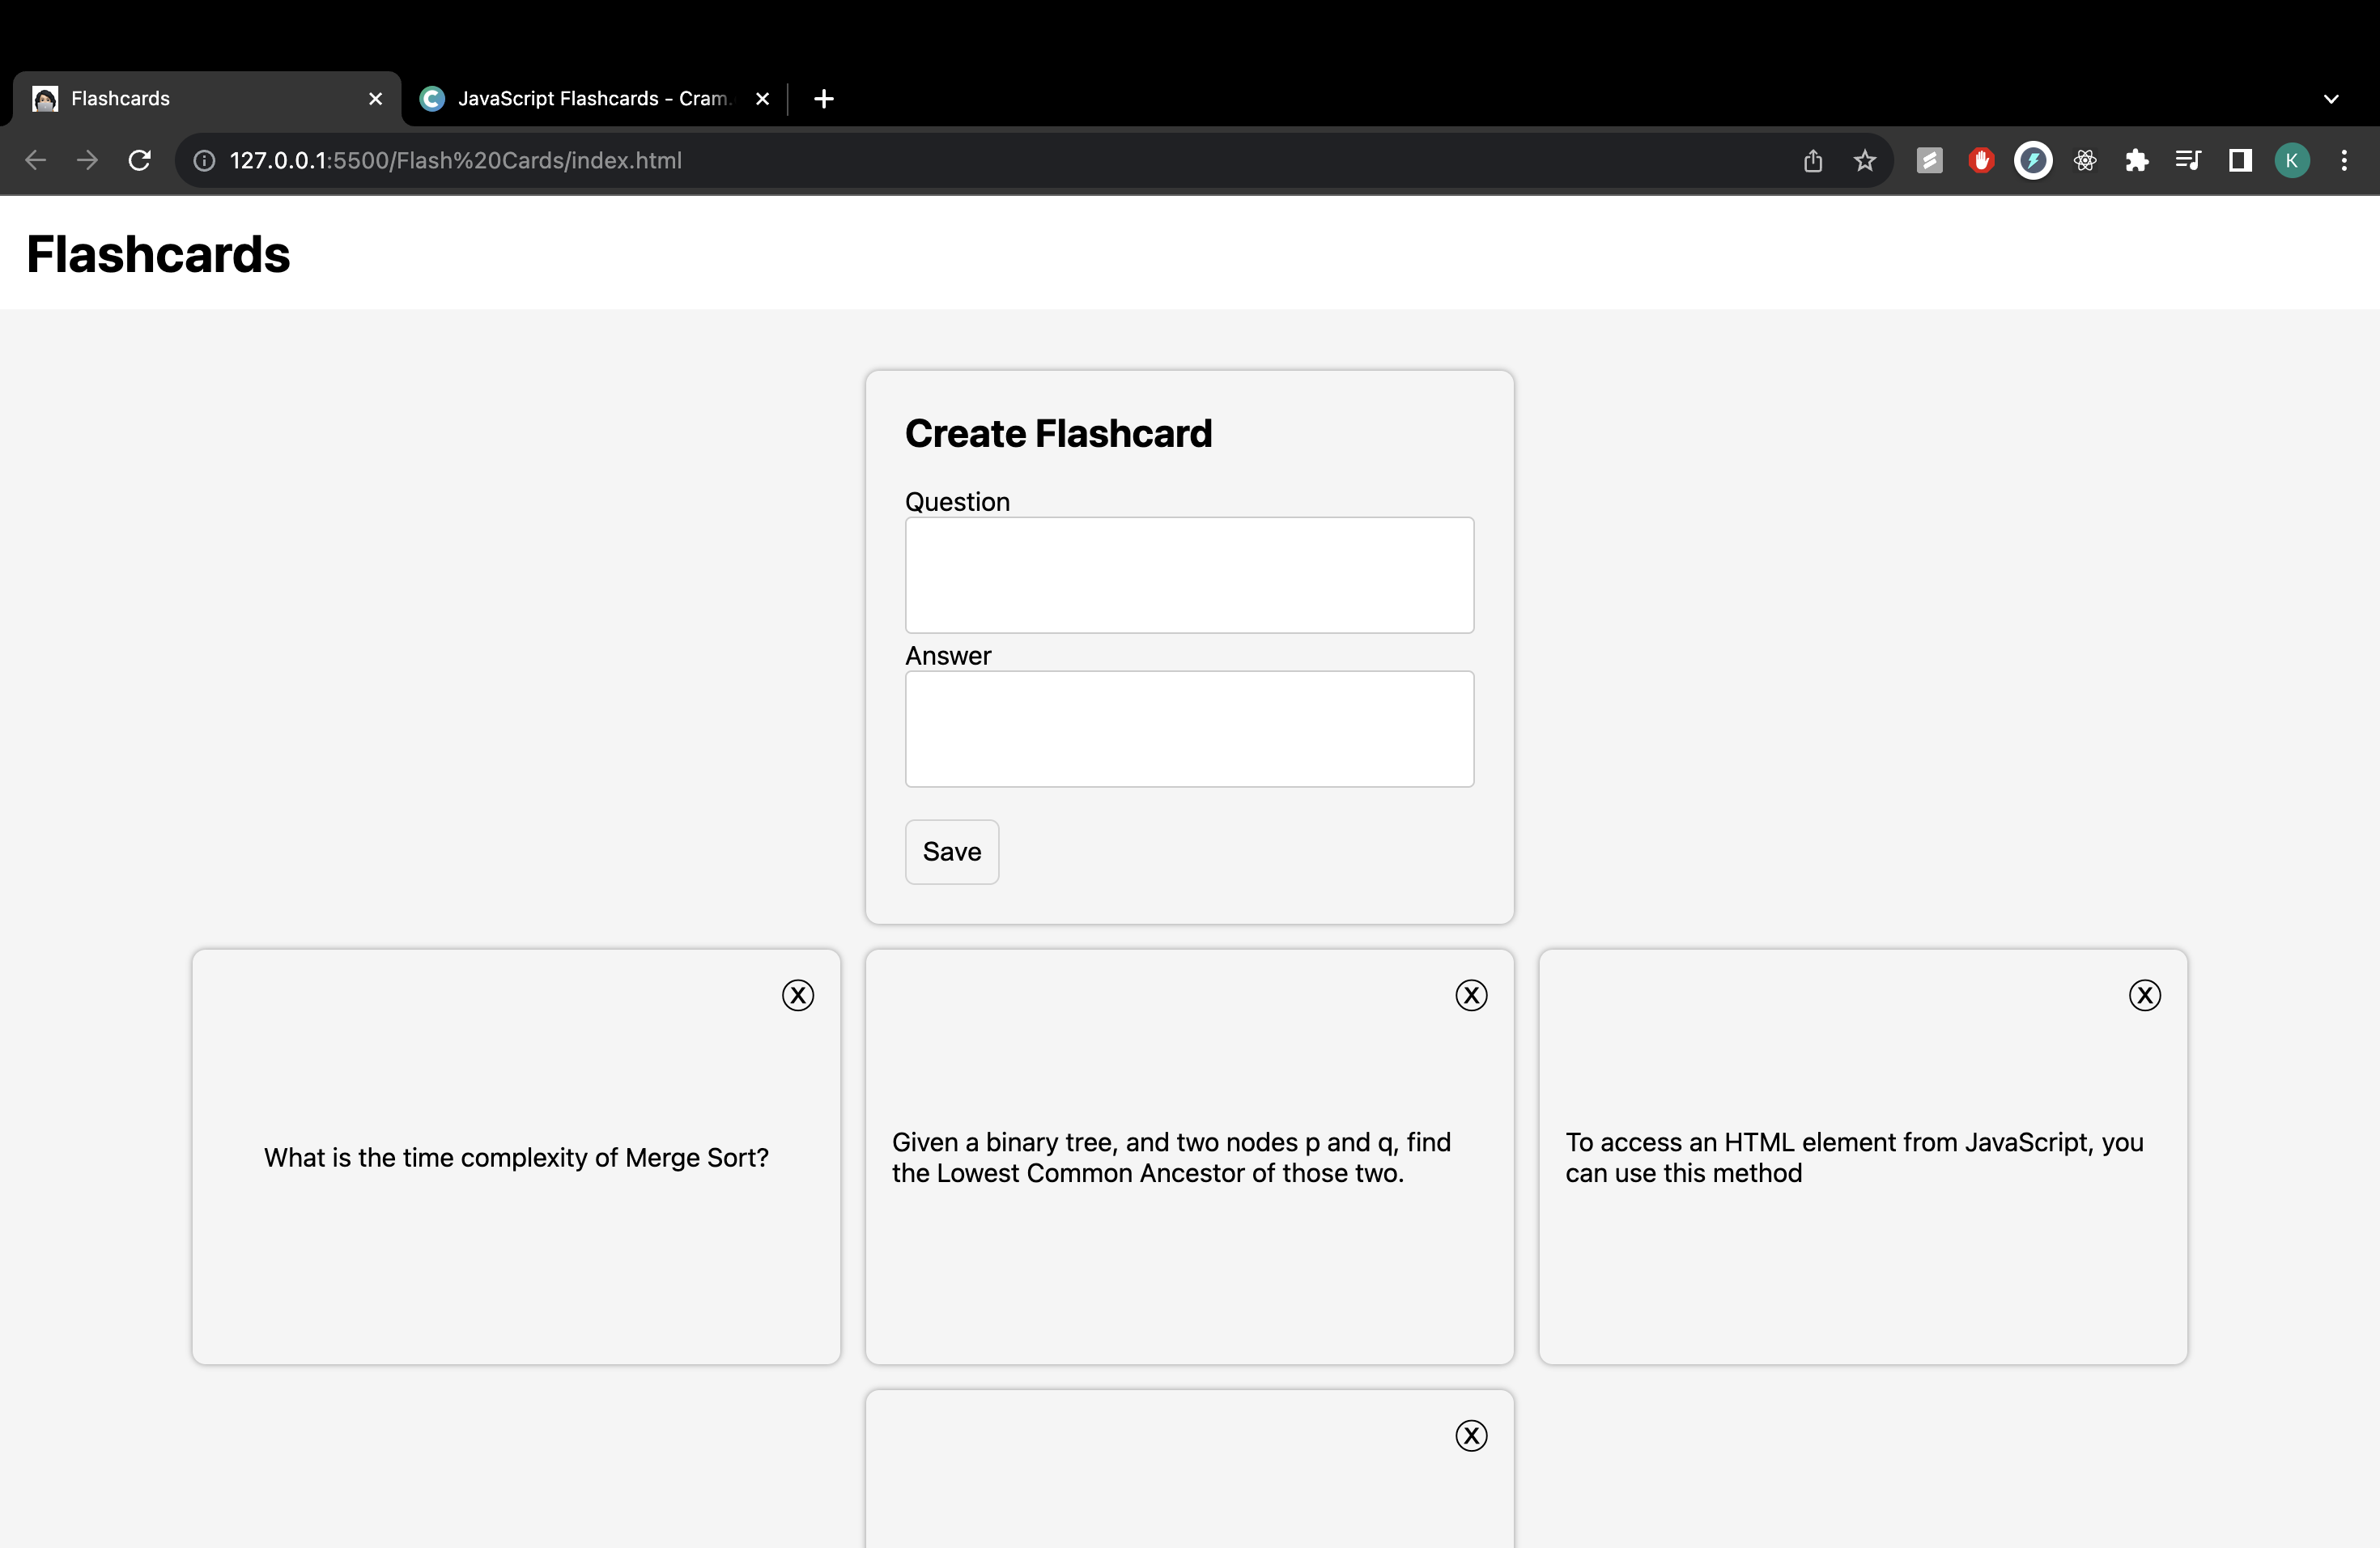 Flashcards
JavaScript Flashcards - Cram.
127.0.0.1:5500/Flash%20Cards/index.html
K
Flashcards
Create Flashcard
Question
Answer
Save
X
X
X
What is the time complexity of Merge Sort?
Given a binary tree, and two nodes p and q, find
the Lowest Common Ancestor of those two.
To access an HTML element from JavaScript, you
can use this method
X